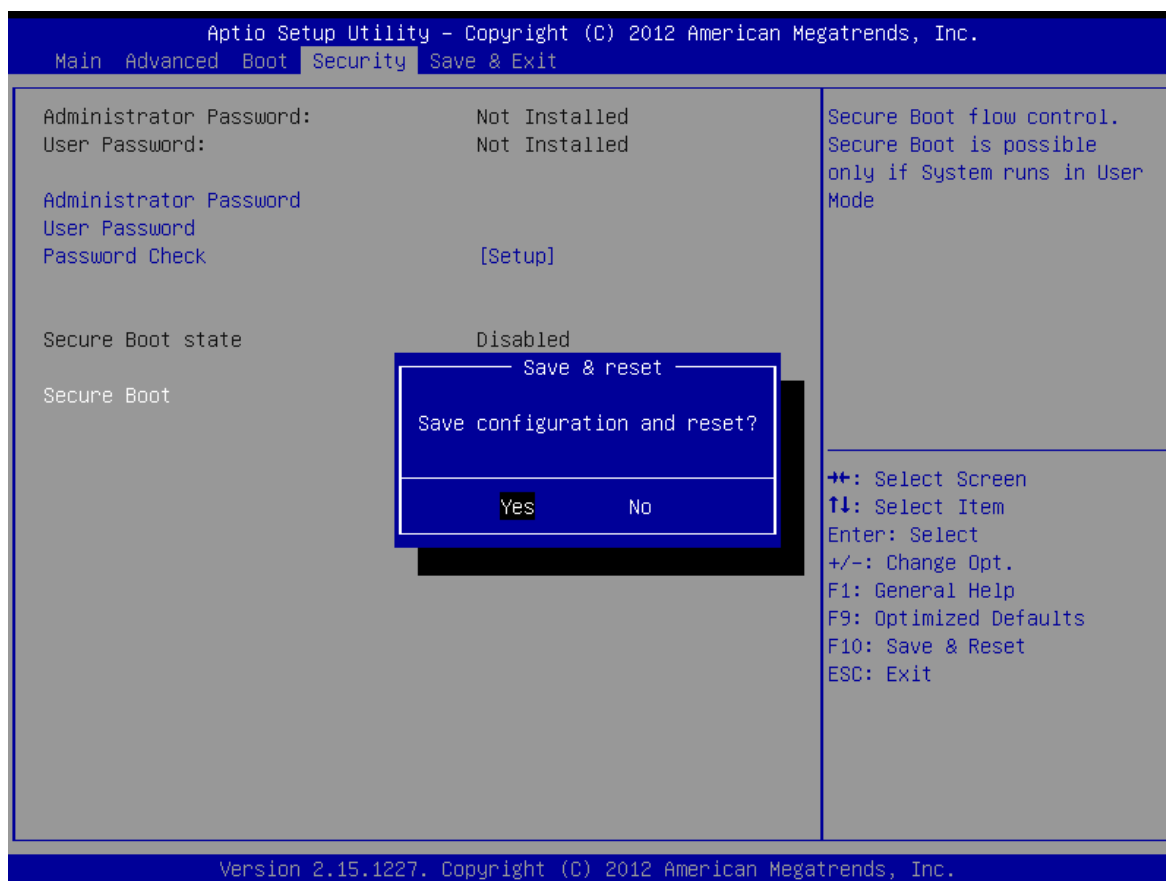 Aptio Setup Utility – Copyright (C) 2012 American Megatrends, Inc.
Main Advanced Boot Security Save & Exit
Administrator Password: Not Installed
User Password: Not Installed
Administrator Password
User Password
Password Check [Setup]
Secure Boot state Disabled
Secure Boot
Save & reset
Save configuration and reset?
Yes No
Secure Boot flow control.
Secure Boot is possible
only if System runs in User
Mode
→←: Select Screen
↑↓: Select Item
Enter: Select
+/-: Change Opt.
F1: General Help
F9: Optimized Defaults
F10: Save & Reset
ESC: Exit
Version 2.15.1227. Copyright (C) 2012 American Megatrends, Inc.